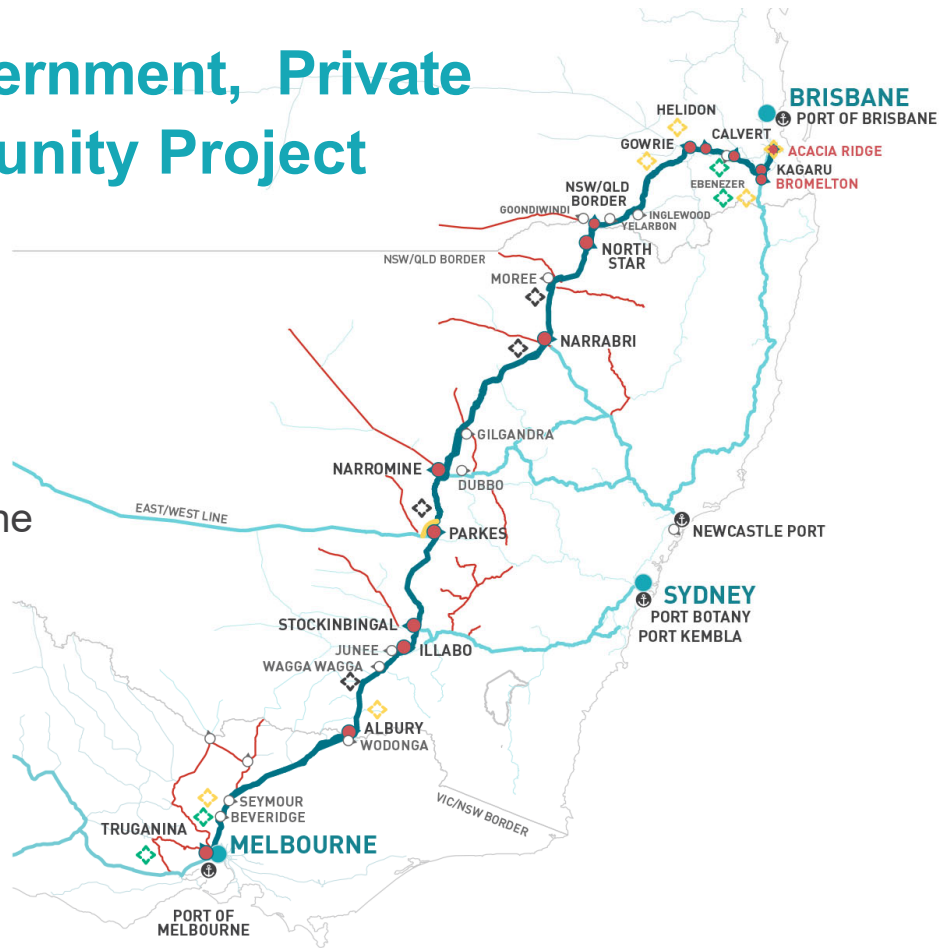 ernment, Private
unity Project
BRISBANE
PORT OF BRISBANE
HELIDON
CALVERT
GOWRIE
ACACIA RIDGE
KAGARU
BROMELTON
EBENEZER
NSW/QLD
BORDER
GOONDIWINDI
INGLEWOOD
YELARBON
NORTH
STAR
NSW/QLD BORDER
MOREE
NARRABRI
GILGANDRA
NARROMINE
DUBBO
ne
EAST/WEST LINE
PARKES
NEWCASTLE PORT
SYDNEY
PORT BOTANY
PORT KEMBLA
STOCKINBINGAL
JUNEE
ILLABO
WAGGA WAGGA
ALBURY
WODONGA
SEYMOUR
BEVERIDGE
VIC/NSW BORDER
TRUGANINA
MELBOURNE
PORT OF
MELBOURNE